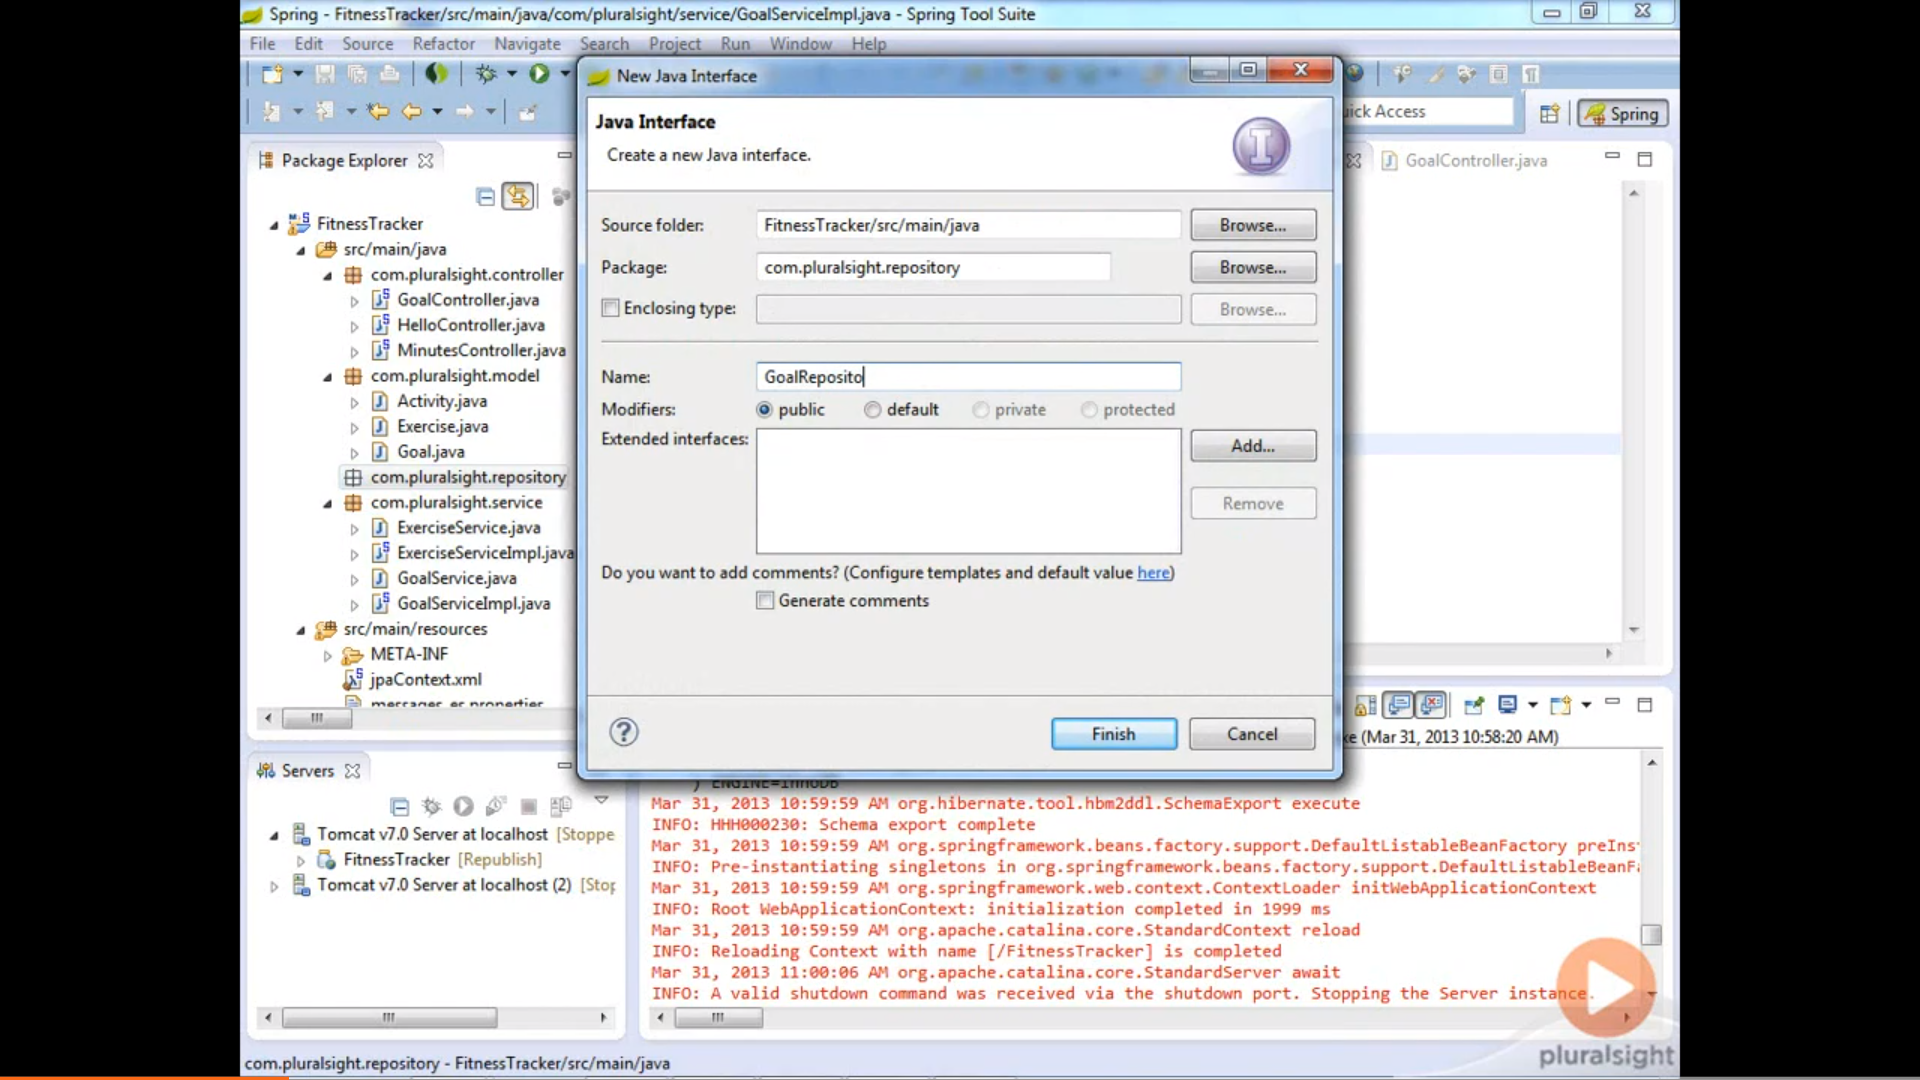 Spring - FitnessTracker/src/main/java/com/pluralsight/service/GoalServiceImpl.java - Spring Tool Suite
File Edit Source Refactor Navigate Search Project Run Window Help
New Java Interface
Java Interface
Create a new Java interface.
Source folder: FitnessTracker/src/main/java Browse...
Package: com.pluralsight.repository Browse...
Enclosing type: Browse...
Name: GoalReposito
Modifiers: public default private protected
Extended interfaces: Add...
Remove
Do you want to add comments? (Configure templates and default value here)
Generate comments
Finish Cancel
Access
Spring
GoalController.java
Package Explorer
FitnessTracker
src/main/java
com.pluralsight.controller
GoalController.java
HelloController.java
MinutesController.java
com.pluralsight.model
Activity.java
Exercise.java
Goal.java
com.pluralsight.repository
com.pluralsight.service
ExerciseService.java
ExerciseServiceImpl.java
GoalService.java
GoalServiceImpl.java
src/main/resources
META-INF
jpaContext.xml
messages_es.properties
Servers
Tomcat v7.0 Server at localhost [Stoppe
FitnessTracker [Republish]
Tomcat v7.0 Server at localhost (2) [Stop
(Mar 31, 2013 10:58:20 AM)
) ENGINE=InnoDB
Mar 31, 2013 10:59:59 AM org.hibernate.tool.hbm2ddl.SchemaExport execute
INFO: HHH000230: Schema export complete
Mar 31, 2013 10:59:59 AM org.springframework.beans.factory.support.DefaultListableBeanFactory preIns
INFO: Pre-instantiating singletons in org.springframework.beans.factory.support.DefaultListableBeanF
Mar 31, 2013 10:59:59 AM org.springframework.web.context.ContextLoader initWebApplicationContext
INFO: Root WebApplicationContext: initialization completed in 1999 ms
Mar 31, 2013 10:59:59 AM org.apache.catalina.core.StandardContext reload
INFO: Reloading Context with name [/FitnessTracker] is completed
Mar 31, 2013 11:00:06 AM org.apache.catalina.core.StandardServer await
INFO: A valid shutdown command was received via the shutdown port. Stopping the Server instance.
pluralsight
com.pluralsight.repository - FitnessTracker/src/main/java